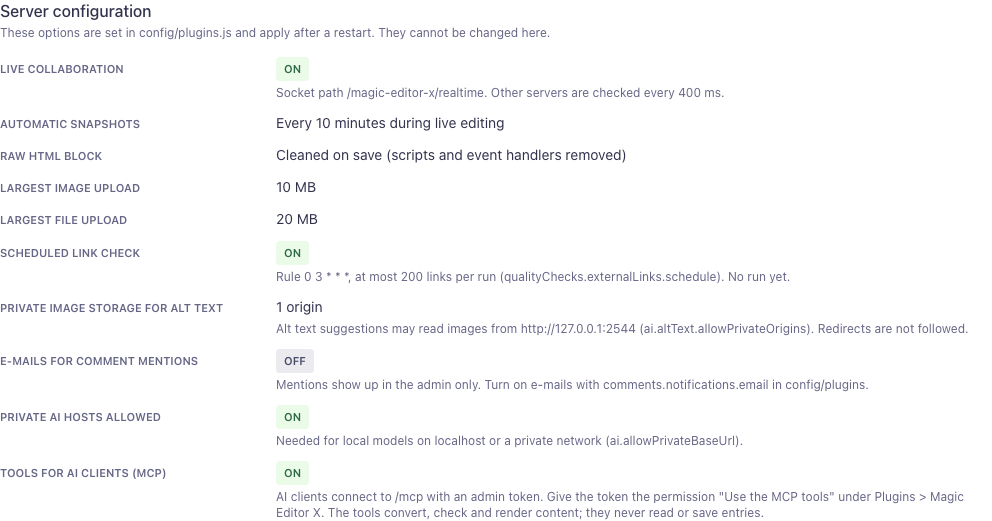 Server configuration
These options are set in config/plugins.js and apply after a restart. They cannot be changed here.
LIVE COLLABORATION
ON
Socket path /magic-editor-x/realtime. Other servers are checked every 400 ms.
AUTOMATIC SNAPSHOTS
Every 10 minutes during live editing
RAW HTML BLOCK
Cleaned on save (scripts and event handlers removed)
LARGEST IMAGE UPLOAD
10 MB
LARGEST FILE UPLOAD
20 MB
SCHEDULED LINK CHECK
ON
Rule 0 3 * * *, at most 200 links per run (qualityChecks.externalLinks.schedule). No run yet.
PRIVATE IMAGE STORAGE FOR ALT TEXT
1 origin
Alt text suggestions may read images from http://127.0.0.1:2544 (ai.altText.allowPrivateOrigins). Redirects are not followed.
E-MAILS FOR COMMENT MENTIONS
OFF
Mentions show up in the admin only. Turn on e-mails with comments.notifications.email in config/plugins.
PRIVATE AI HOSTS ALLOWED
ON
Needed for local models on localhost or a private network (ai.allowPrivateBaseUrl).
TOOLS FOR AI CLIENTS (MCP)
ON
AI clients connect to /mcp with an admin token. Give the token the permission "Use the MCP tools" under Plugins > Magic
Editor X. The tools convert, check and render content; they never read or save entries.